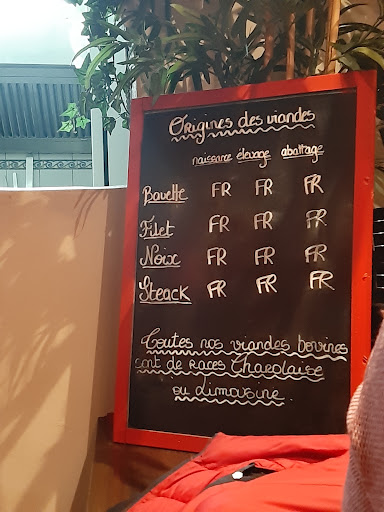 Origines des viandes
naissance élevage abattage
Bavette FR FR FR
Filet FR FR FR
Noix FR FR FR
Steack FR FR FR
Toutes nos viandes bovines
sont de races Charolaise
ou Limousine.